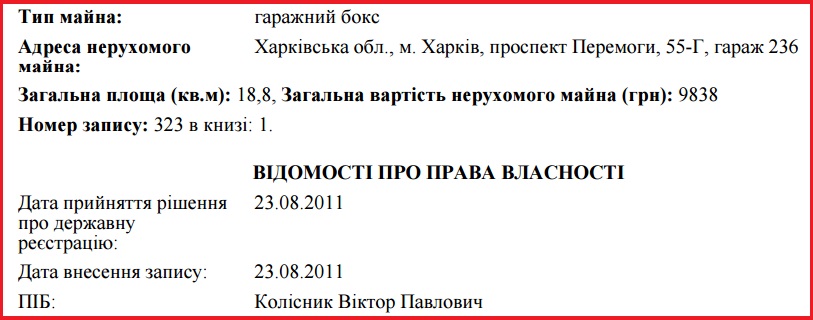 Тип майна: гаражний бокс
Адреса нерухомого Харківська обл., м. Харків, проспект Перемоги, 55-Г, гараж 236
майна:
Загальна площа (кв.м): 18,8, Загальна вартість нерухомого майна (грн): 9838
Номер запису: 323 в книзі: 1.
ВІДОМОСТІ ПРО ПРАВА ВЛАСНОСТІ
Дата прийняття рішення 23.08.2011
про державну
реєстрацію:
Дата внесення запису: 23.08.2011
ПІБ: Колісник Віктор Павлович